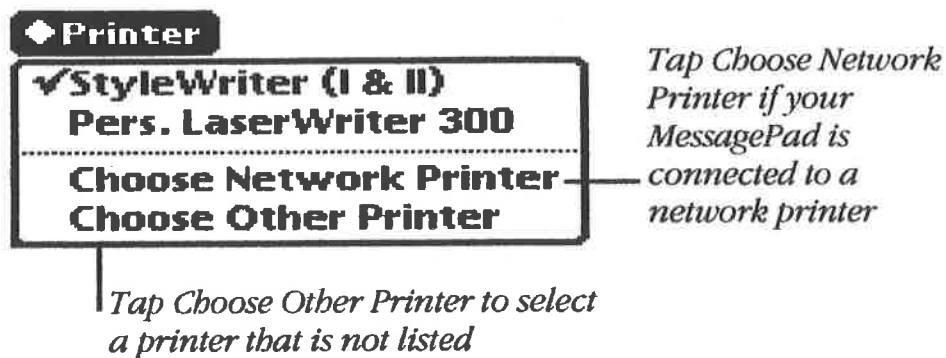 ◆Printer
✓StyleWriter (I & II)
Pers. LaserWriter 300
Choose Network Printer
Choose Other Printer
Tap Choose Network
Printer if your
MessagePad is
connected to a
network printer
Tap Choose Other Printer to select
a printer that is not listed